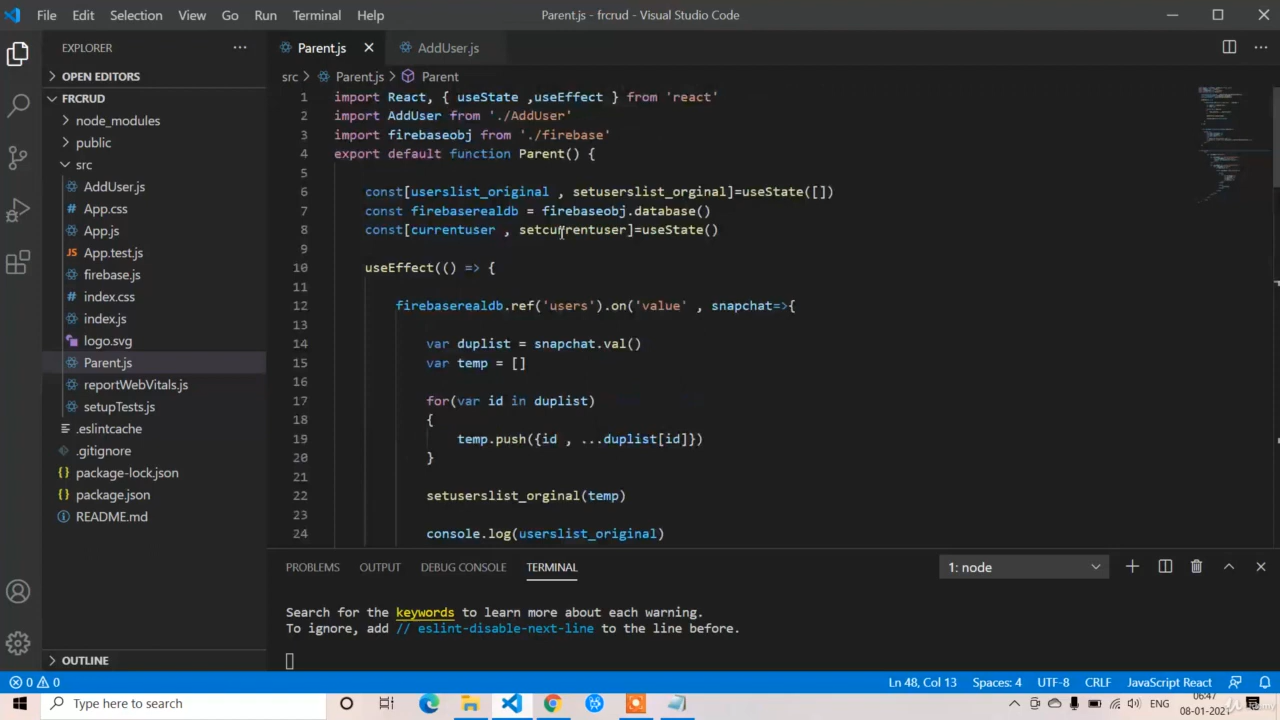 File Edit Selection View Go Run Terminal Help
Parent.js - frcrud - Visual Studio Code
EXPLORER
OPEN EDITORS
FRCRUD
node_modules
public
src
AddUser.js
App.css
App.js
JS App.test.js
firebase.js
index.css
index.js
logo.svg
Parent.js
reportWebVitals.js
setupTests.js
.eslintcache
.gitignore
{} package-lock.json
{} package.json
README.md
OUTLINE
Parent.js AddUser.js
src Parent.js Parent
1 import React, { useState ,useEffect } from 'react'
2 import AddUser from './AddUser'
3 import firebaseobj from './firebase'
4 export default function Parent() {
5
6 const[userslist_original , setuserslist_orginal]=useState([])
7 const firebaserealdb = firebaseobj.database()
8 const[currentuser , setcurrentuser]=useState()
9
10 useEffect(() => {
11
12 firebaserealdb.ref('users').on('value' , snapchat=>{
13
14 var duplist = snapchat.val()
15 var temp = []
16
17 for(var id in duplist)
18 {
19 temp.push({id , ...duplist[id]})
20 }
21
22 setuserslist_orginal(temp)
23
24 console.log(userslist_original)
PROBLEMS OUTPUT DEBUG CONSOLE TERMINAL
1: node
Search for the keywords to learn more about each warning.
To ignore, add // eslint-disable-next-line to the line before.
0 0
Ln 48, Col 13 Spaces: 4 UTF-8 CRLF JavaScript React
Type here to search
ENG
06:47
08-01-2021